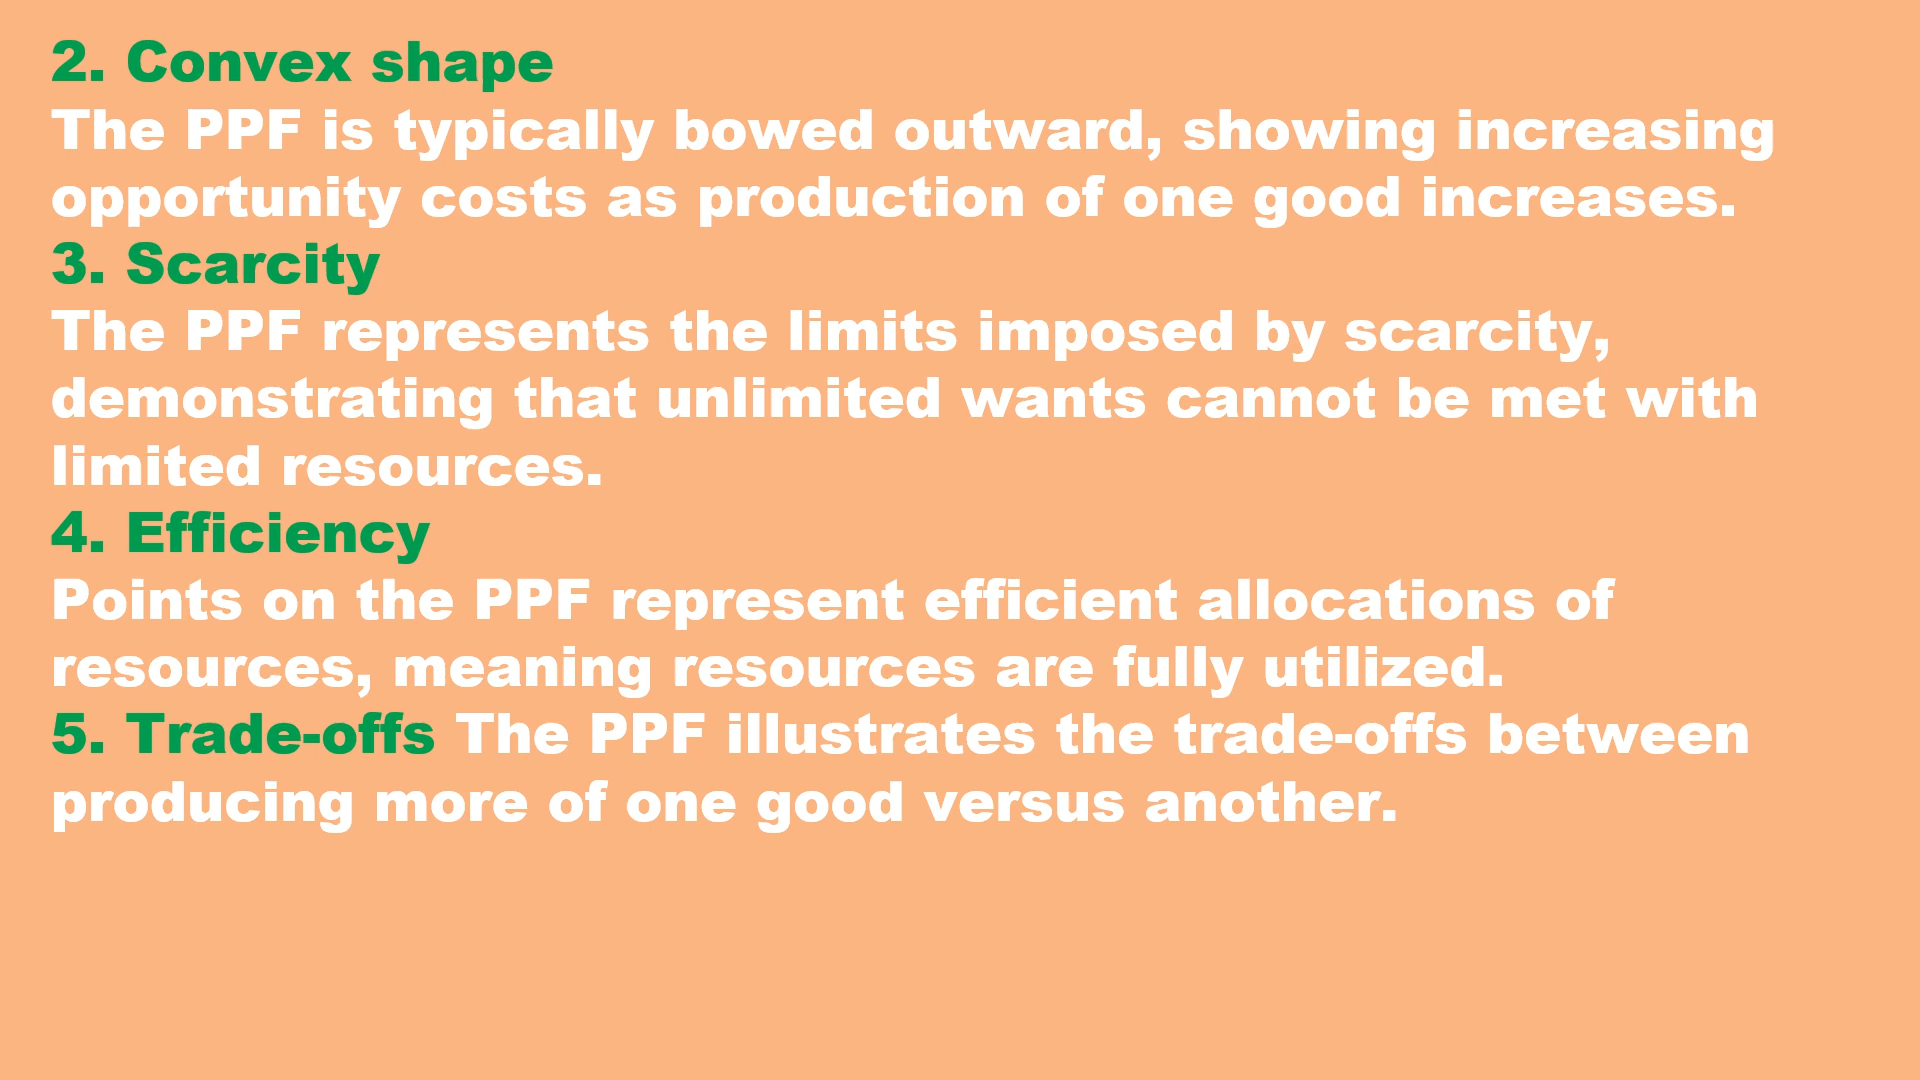 2. Convex shape
The PPF is typically bowed outward, showing increasing
opportunity costs as production of one good increases.
3. Scarcity
The PPF represents the limits imposed by scarcity,
demonstrating that unlimited wants cannot be met with
limited resources.
4. Efficiency
Points on the PPF represent efficient allocations of
resources, meaning resources are fully utilized.
5. Trade-offs The PPF illustrates the trade-offs between
producing more of one good versus another.